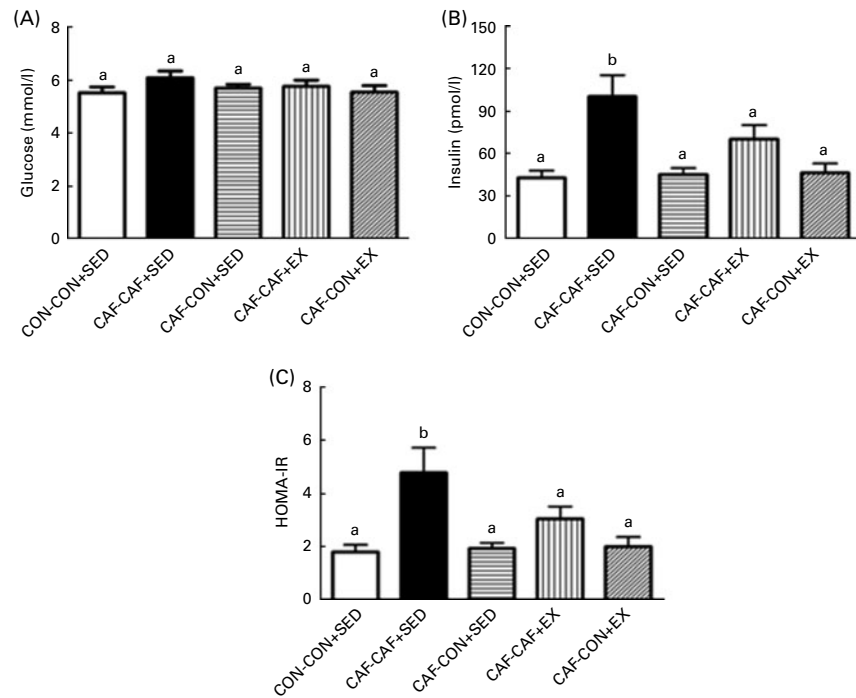 (A)
Glucose (mmol/l)
8
6
4
2
0
a
a
a
a
a
CON-CON+SED
CAF-CAF+SED
CAF-CON+SED
CAF-CAF+EX
CAF-CON+EX
(B)
Insulin (pmol/l)
150
120
90
60
30
0
a
b
a
a
a
CON-CON+SED
CAF-CAF+SED
CAF-CON+SED
CAF-CAF+EX
CAF-CON+EX
(C)
HOMA-IR
8
6
4
2
0
a
b
a
a
a
CON-CON+SED
CAF-CAF+SED
CAF-CON+SED
CAF-CAF+EX
CAF-CON+EX